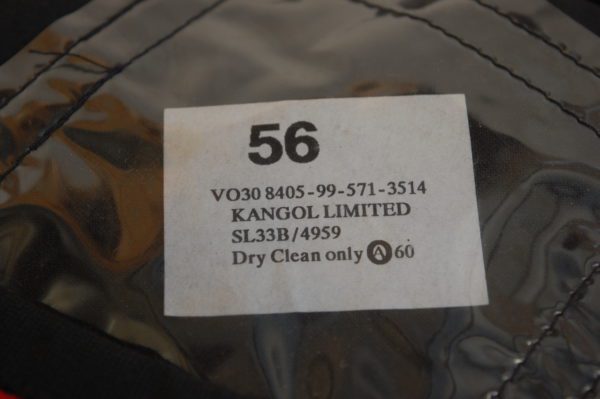 56
VO30 8405-99-571-3514
KANGOL LIMITED
SL33B/4959
Dry Clean only Ⓐ 60